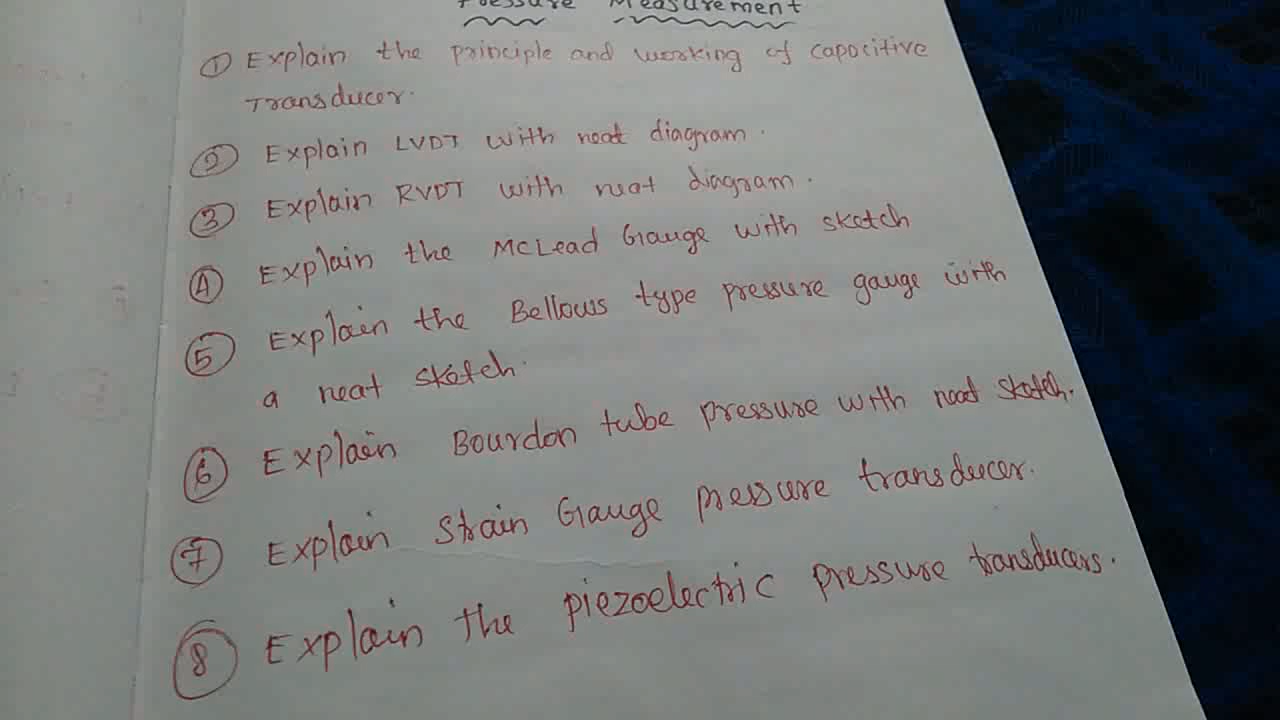 Pressure Measurement
① Explain the principle and working of capacitive
Transducer.
② Explain LVDT with neat diagram.
③ Explain RVDT with neat diagram.
④ Explain the McLead Gauge with sketch
⑤ Explain the Bellows type pressure gauge with
a neat sketch.
⑥ Explain Bourdon tube pressure with neat sketch.
⑦ Explain Strain Gauge pressure transducer.
⑧ Explain the piezoelectric pressure transducers.